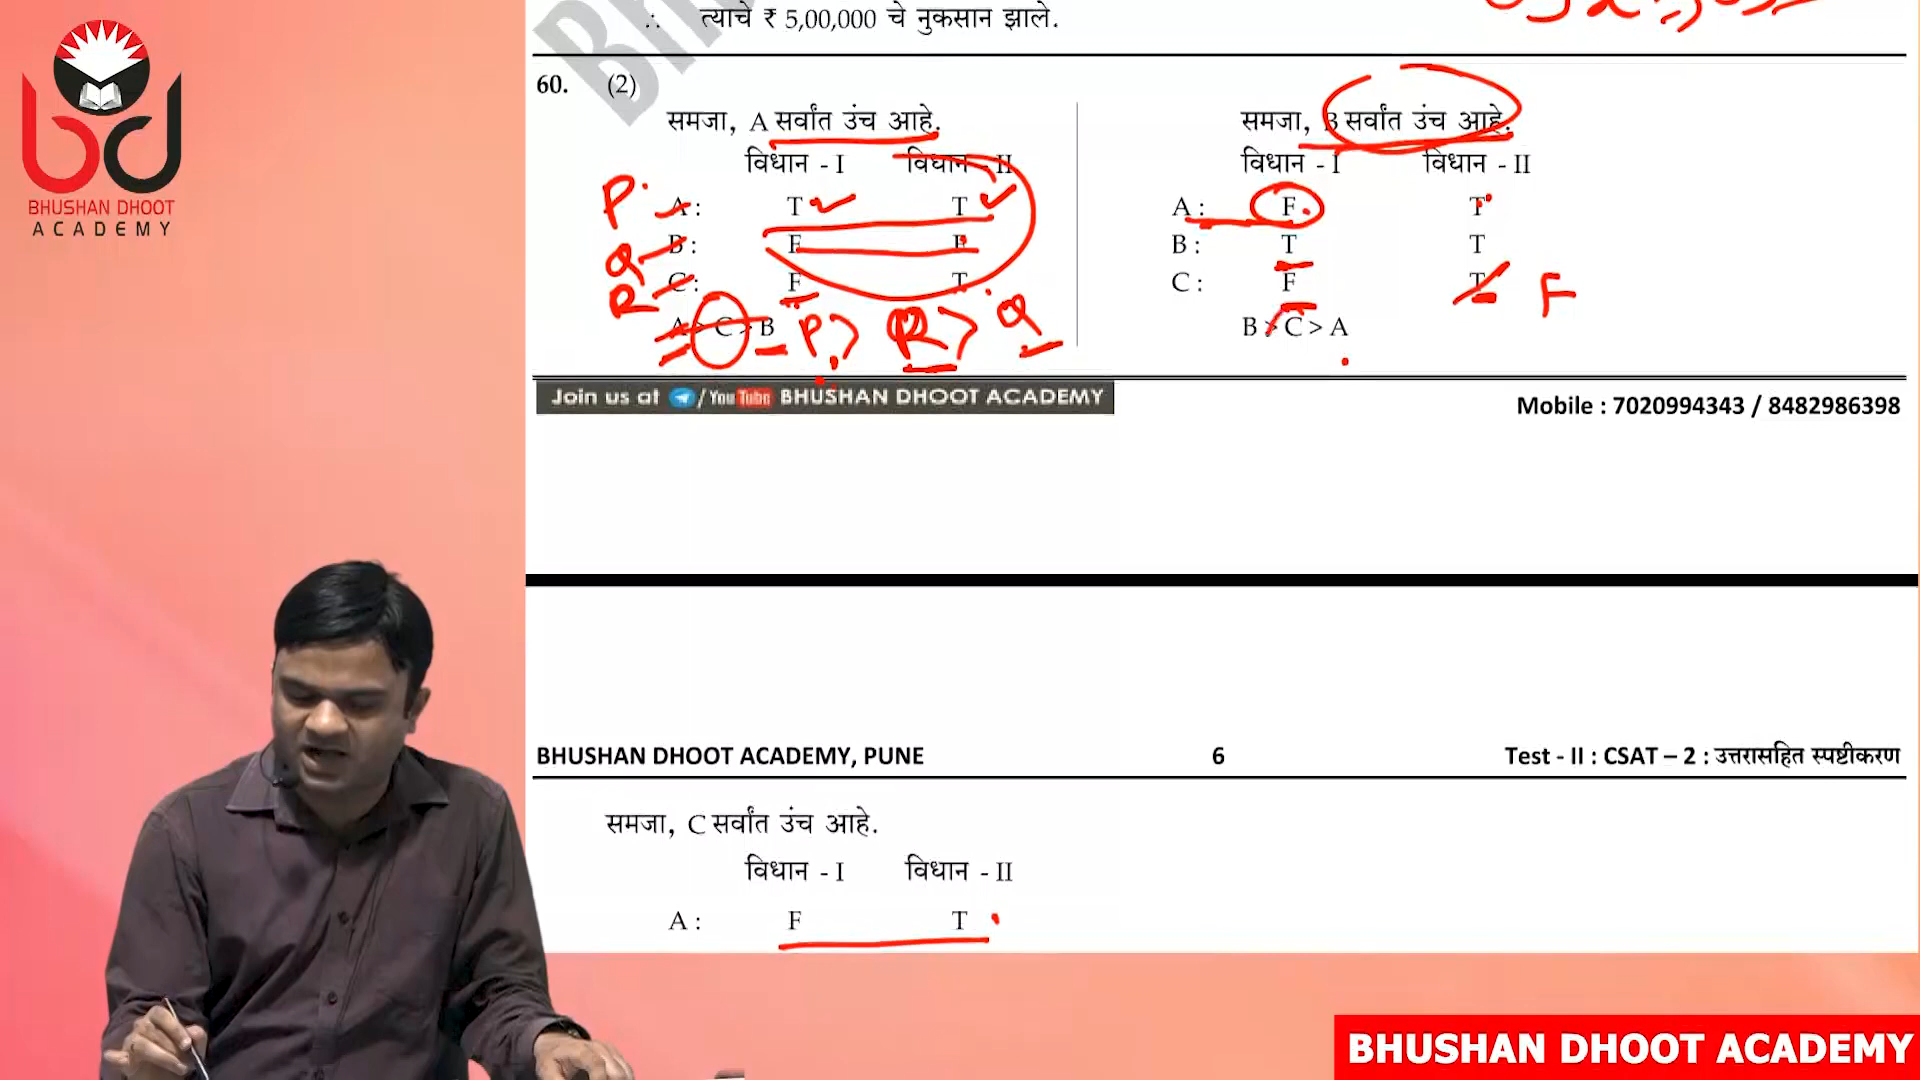 BHUSHAN DHOOT
ACADEMY
∴ त्याचे ₹ 5,00,000 चे नुकसान झाले.
60. (2)
समजा, A सर्वांत उंच आहे.
विधान - I विधान - II
P A : T T
Q B : F F
R C : F T
A > C > B P > R > Q
समजा, B सर्वांत उंच आहे.
विधान - I विधान - II
A : F T
B : T T
C : F T F
B > C > A
Join us at / You Tube BHUSHAN DHOOT ACADEMY
Mobile : 7020994343 / 8482986398
BHUSHAN DHOOT ACADEMY, PUNE 6 Test - II : CSAT – 2 : उत्तरासहित स्पष्टीकरण
समजा, C सर्वांत उंच आहे.
विधान - I विधान - II
A : F T
BHUSHAN DHOOT ACADEMY